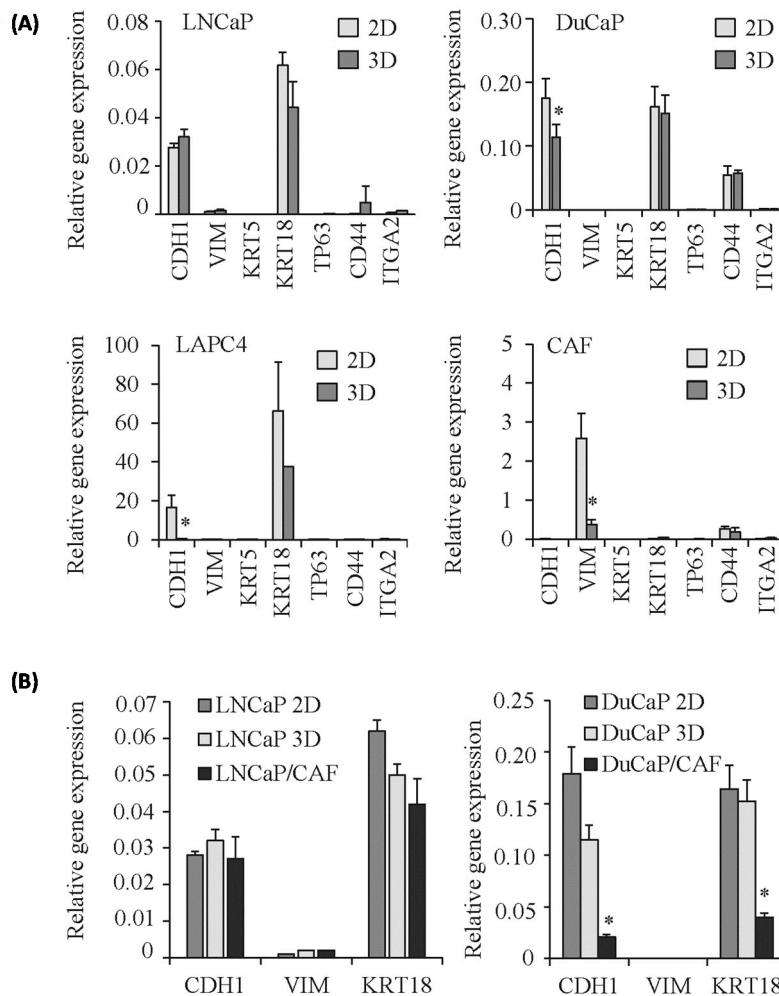 (A)
LNCaP
2D
3D
Relative gene expression
0.08
0.06
0.04
0.02
0
CDH1
VIM
KRT5
KRT18
TP63
CD44
ITGA2
DuCaP
2D
3D
Relative gene expression
0.30
0.20
0.10
0
*
CDH1
VIM
KRT5
KRT18
TP63
CD44
ITGA2
LAPC4
2D
3D
Relative gene expression
100
80
60
40
20
0
*
CDH1
VIM
KRT5
KRT18
TP63
CD44
ITGA2
CAF
2D
3D
Relative gene expression
5
4
3
2
1
0
*
CDH1
VIM
KRT5
KRT18
TP63
CD44
ITGA2
(B)
LNCaP 2D
LNCaP 3D
LNCaP/CAF
Relative gene expression
0.07
0.06
0.05
0.04
0.03
0.02
0.01
0
CDH1 VIM KRT18
DuCaP 2D
DuCaP 3D
DuCaP/CAF
Relative gene expression
0.25
0.20
0.15
0.10
0.05
0.00
*
*
CDH1 VIM KRT18